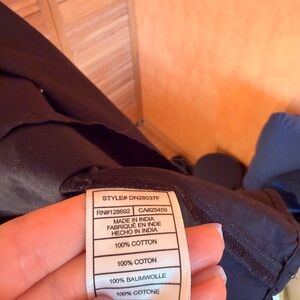 STYLE# DN28037F
RN#128692 CA#25459
MADE IN INDIA
FABRIQUÉ EN INDE
HECHO EN INDIA
100% COTTON
100% COTON
100% BAUMWOLLE
100% COTONE